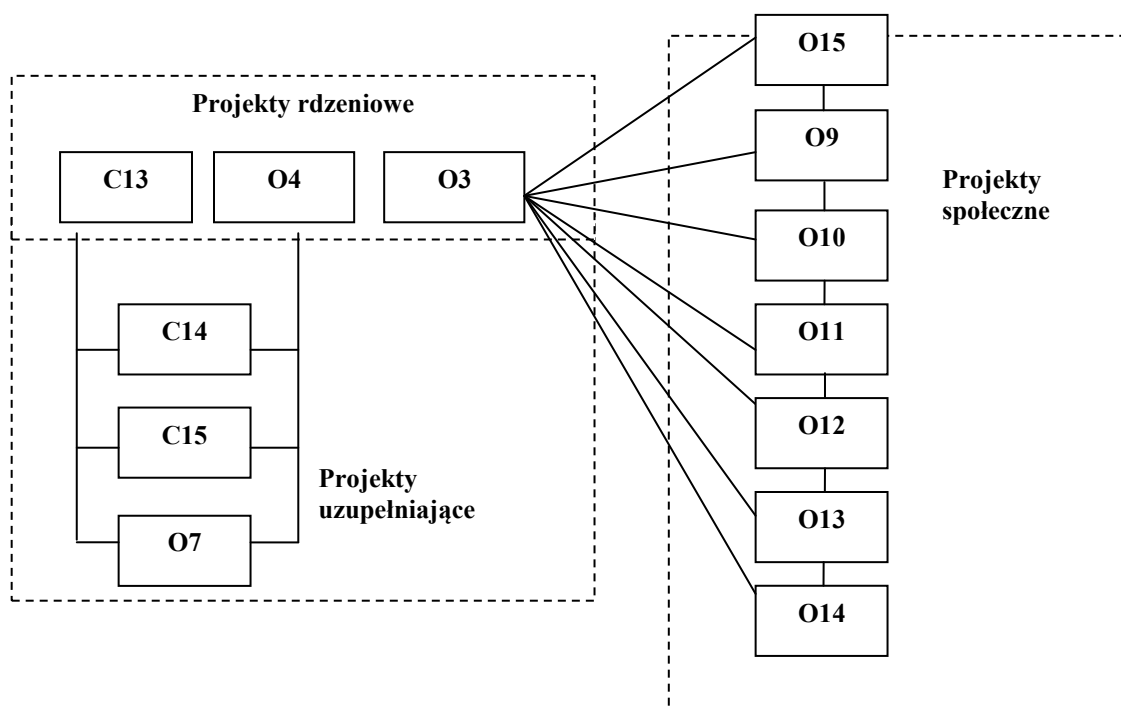 Projekty rdzeniowe
C13
O4
O3
C14
C15
O7
Projekty
uzupełniające
O15
O9
O10
O11
O12
O13
O14
Projekty
społeczne